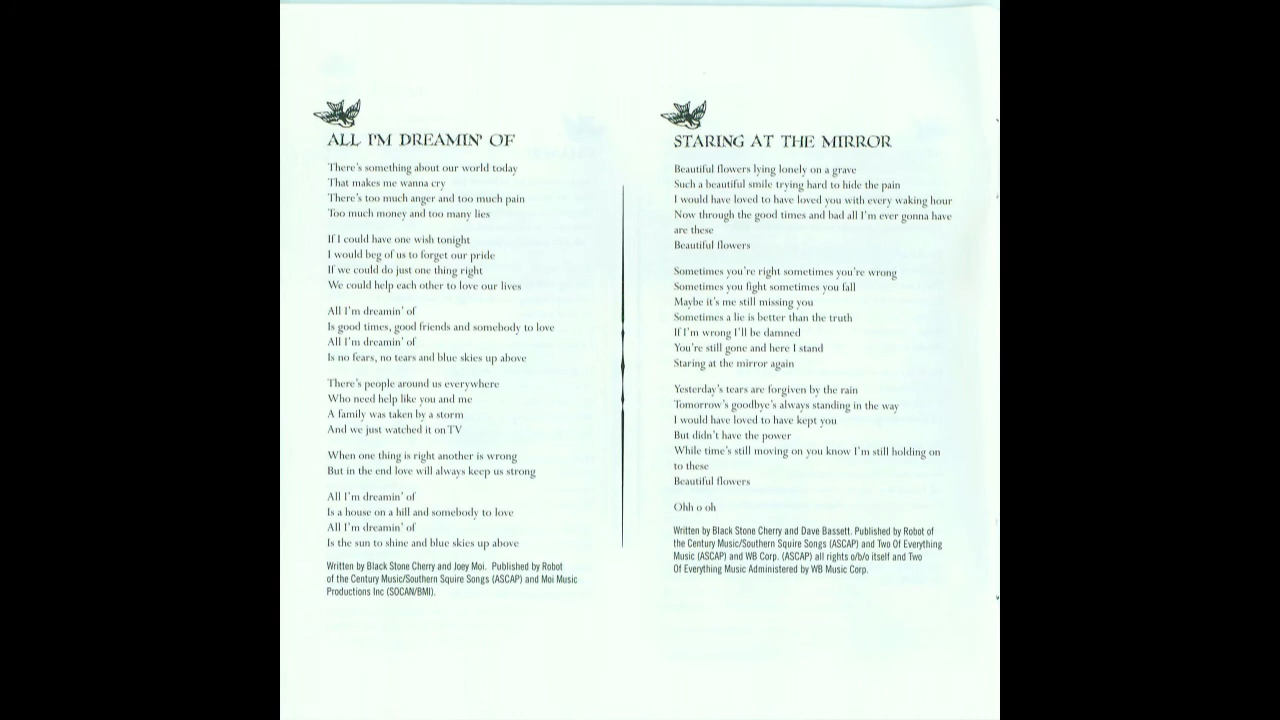 ALL I'M DREAMIN' OF
There's something about our world today
That makes me wanna cry
There's too much anger and too much pain
Too much money and too many lies
If I could have one wish tonight
I would beg of us to forget our pride
If we could do just one thing right
We could help each other to love our lives
All I'm dreamin' of
Is good times, good friends and somebody to love
All I'm dreamin' of
Is no fears, no tears and blue skies up above
There's people around us everywhere
Who need help like you and me
A family was taken by a storm
And we just watched it on TV
When one thing is right another is wrong
But in the end love will always keep us strong
All I'm dreamin' of
Is a house on a hill and somebody to love
All I'm dreamin' of
Is the sun to shine and blue skies up above
Written by Black Stone Cherry and Joey Moi. Published by Robot
of the Century Music/Southern Squire Songs (ASCAP) and Moi Music
Productions Inc (SOCAN/BMI).
STARING AT THE MIRROR
Beautiful flowers lying lonely on a grave
Such a beautiful smile trying hard to hide the pain
I would have loved to have loved you with every waking hour
Now through the good times and bad all I'm ever gonna have
are these
Beautiful flowers
Sometimes you're right sometimes you're wrong
Sometimes you fight sometimes you fall
Maybe it's me still missing you
Sometimes a lie is better than the truth
If I'm wrong I'll be damned
You're still gone and here I stand
Staring at the mirror again
Yesterday's tears are forgiven by the rain
Tomorrow's goodbye's always standing in the way
I would have loved to have kept you
But didn't have the power
While time's still moving on you know I'm still holding on
to these
Beautiful flowers
Ohh o oh
Written by Black Stone Cherry and Dave Bassett. Published by Robot of
the Century Music/Southern Squire Songs (ASCAP) and Two Of Everything
Music (ASCAP) and WB Corp. (ASCAP) all rights o/b/o itself and Two
Of Everything Music Administered by WB Music Corp.